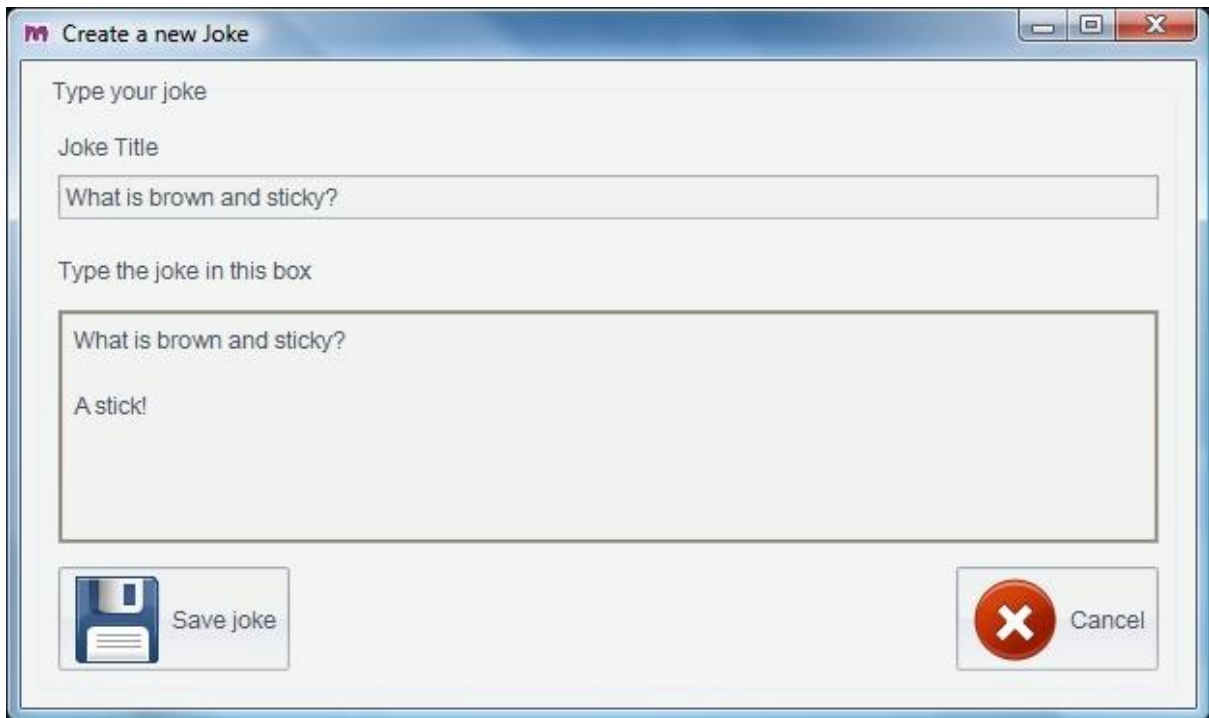 Create a new Joke
Type your joke
Joke Title
What is brown and sticky?
Type the joke in this box
What is brown and sticky?
A stick!
Save joke
Cancel